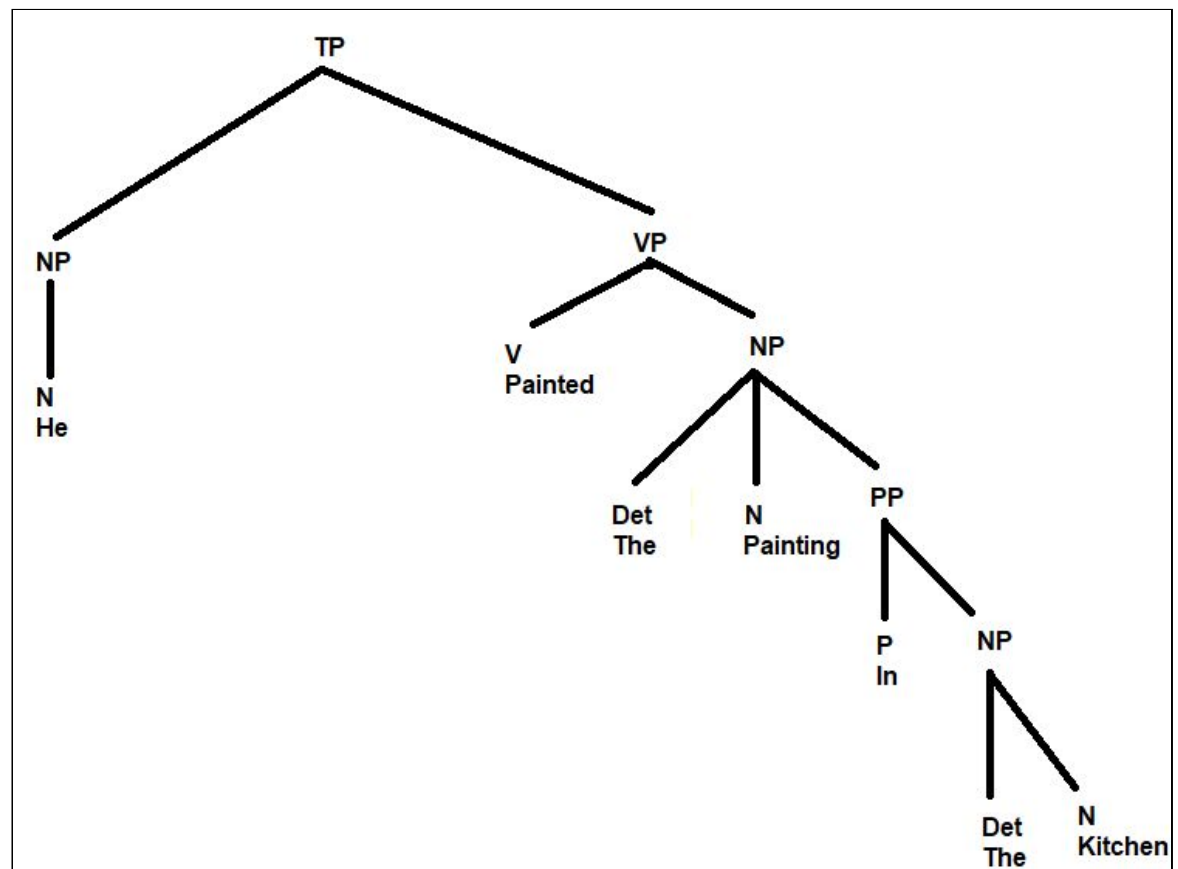 TP
NP
VP
N
He
V
Painted
NP
Det
The
N
Painting
PP
P
In
NP
Det
The
N
Kitchen